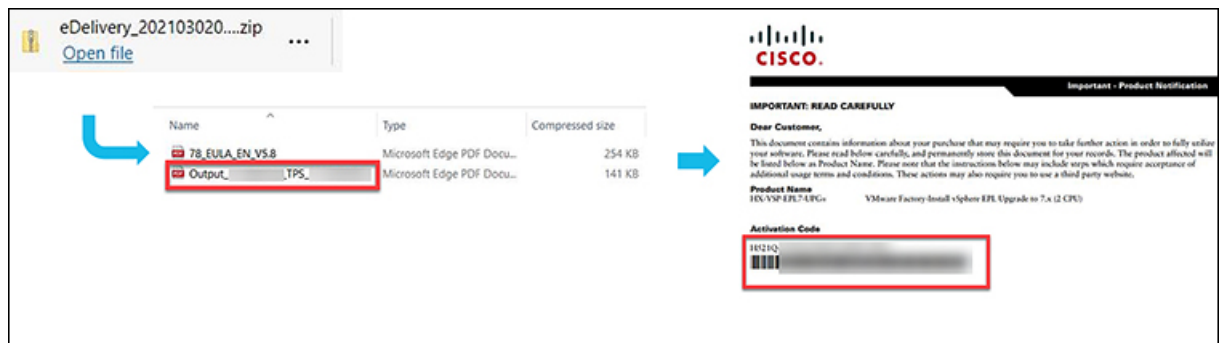 eDelivery_202103020....zip
...
Open file
Name
Type
Compressed size
78_EULA_EN_V5.8
Microsoft Edge PDF Docu...
254 KB
Output_
_TPS_
Microsoft Edge PDF Docu...
141 KB
CISCO.
Important - Product Notification
IMPORTANT: READ CAREFULLY
Dear Customer,
This document contains information about your purchase that may require you to take further action in order to fully utilize
your software. Please read below carefully, and permanently store this document for your records. The product affected will
be listed below as Product Name. Please note that the instructions below may include steps which require acceptance of
additional usage terms and conditions. These actions may also require you to use a third party website.
Product Name
HX-VSP-EPL7-UPG=
VMware Factory-Install vSphere EPL Upgrade to 7.x (2 CPU)
Activation Code